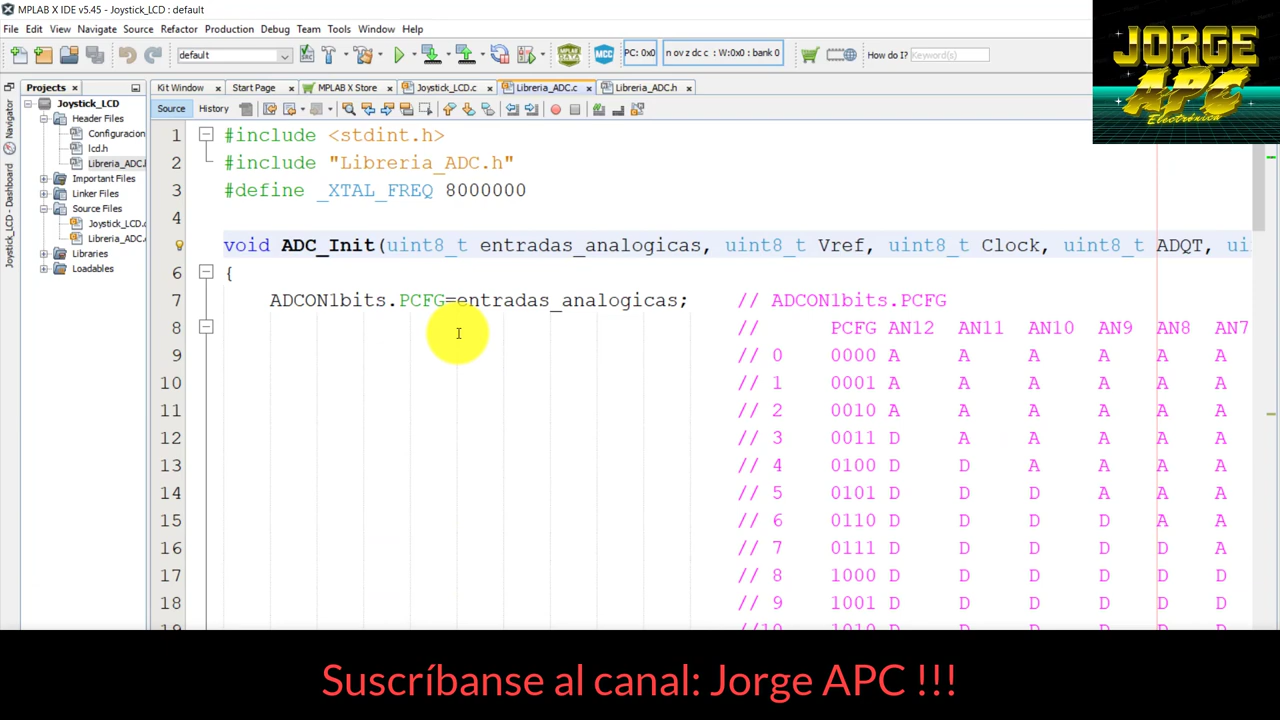 MPLAB X IDE v5.45 - Joystick_LCD : default
File Edit View Navigate Source Refactor Production Debug Team Tools Window Help
default
PC: 0x0
n ov z dc c : W:0x0 : bank 0
How do I?
Keyword(s)
JORGE
APC
Electrónica
Projects
Kit Window
Start Page
MPLAB X Store
Joystick_LCD.c
Libreria_ADC.c
Libreria_ADC.h
Source
History
Navigator
Joystick_LCD - Dashboard
Joystick_LCD
Header Files
Configuracion
lcd.h
Libreria_ADC.h
Important Files
Linker Files
Source Files
Joystick_LCD.c
Libreria_ADC.
Libraries
Loadables
1 #include <stdint.h>
2 #include "Libreria_ADC.h"
3 #define _XTAL_FREQ 8000000
4
void ADC_Init(uint8_t entradas_analogicas, uint8_t Vref, uint8_t Clock, uint8_t ADQT, ui
6 {
7 ADCON1bits.PCFG=entradas_analogicas; // ADCON1bits.PCFG
8 // PCFG AN12 AN11 AN10 AN9 AN8 AN7
9 // 0 0000 A A A A A A
10 // 1 0001 A A A A A A
11 // 2 0010 A A A A A A
12 // 3 0011 D A A A A A
13 // 4 0100 D D A A A A
14 // 5 0101 D D D A A A
15 // 6 0110 D D D D A A
16 // 7 0111 D D D D D A
17 // 8 1000 D D D D D D
18 // 9 1001 D D D D D D
19 //10 1010 D D D D D D
Suscríbanse al canal: Jorge APC !!!